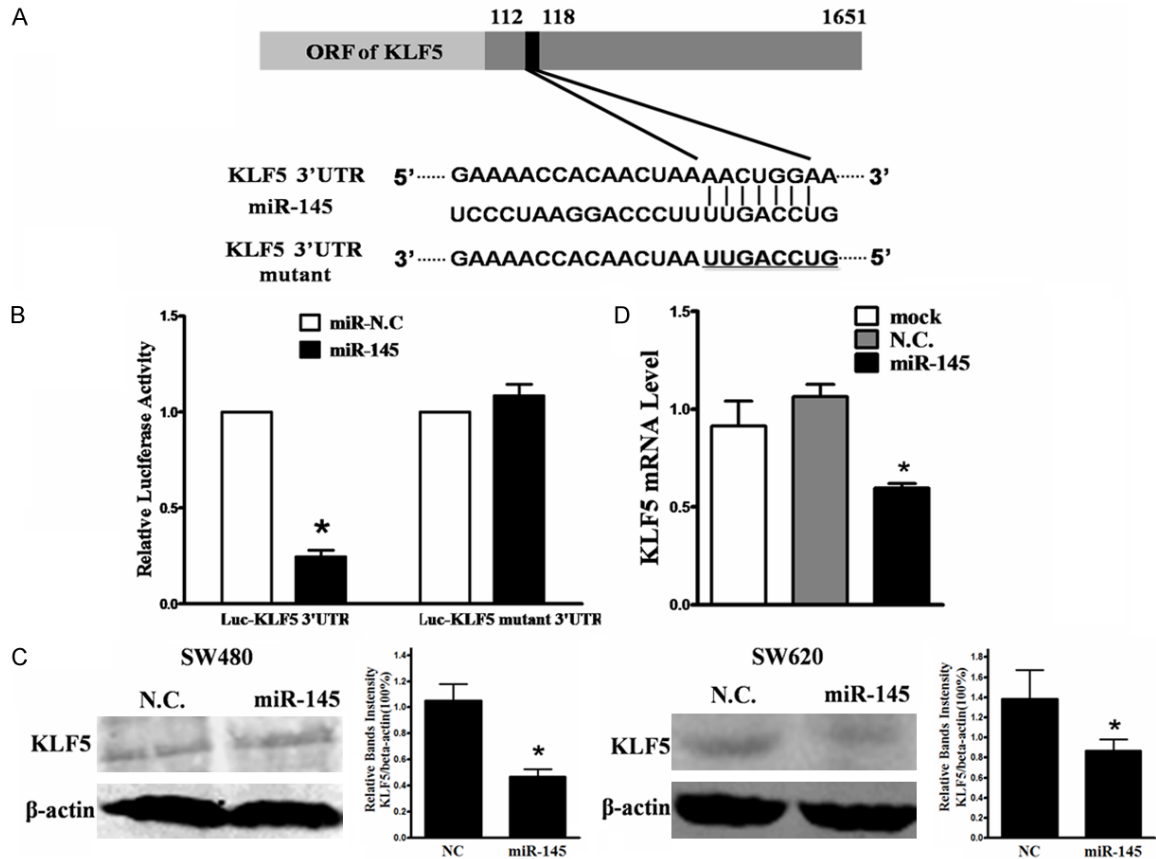 A
112 118 1651
ORF of KLF5
KLF5 3'UTR 5' ...... GAAAACCACAACUAA AACUGGAA ...... 3'
miR-145 UCCCUAAGGACCCUU UUGACCUG
KLF5 3'UTR mutant 3' ...... GAAAACCACAACUAA UUGACCUG ...... 5'
B
Relative Luciferase Activity
1.5
1.0
0.5
0.0
miR-N.C
miR-145
*
Luc-KLF5 3'UTR
Luc-KLF5 mutant 3'UTR
D
KLF5 mRNA Level
1.5
1.0
0.5
0.0
mock
N.C.
miR-145
*
C
SW480
N.C. miR-145
KLF5
β-actin
Relative Bands Instensity
KLF5/beta-actin(100%)
1.4
1.2
1.0
0.8
0.6
0.4
0.2
0.0
*
NC miR-145
SW620
N.C. miR-145
KLF5
β-actin
Relative Bands Instensity
KLF5/beta-actin(100%)
1.8
1.6
1.4
1.2
1.0
0.8
0.6
0.4
0.2
0.0
*
NC miR-145